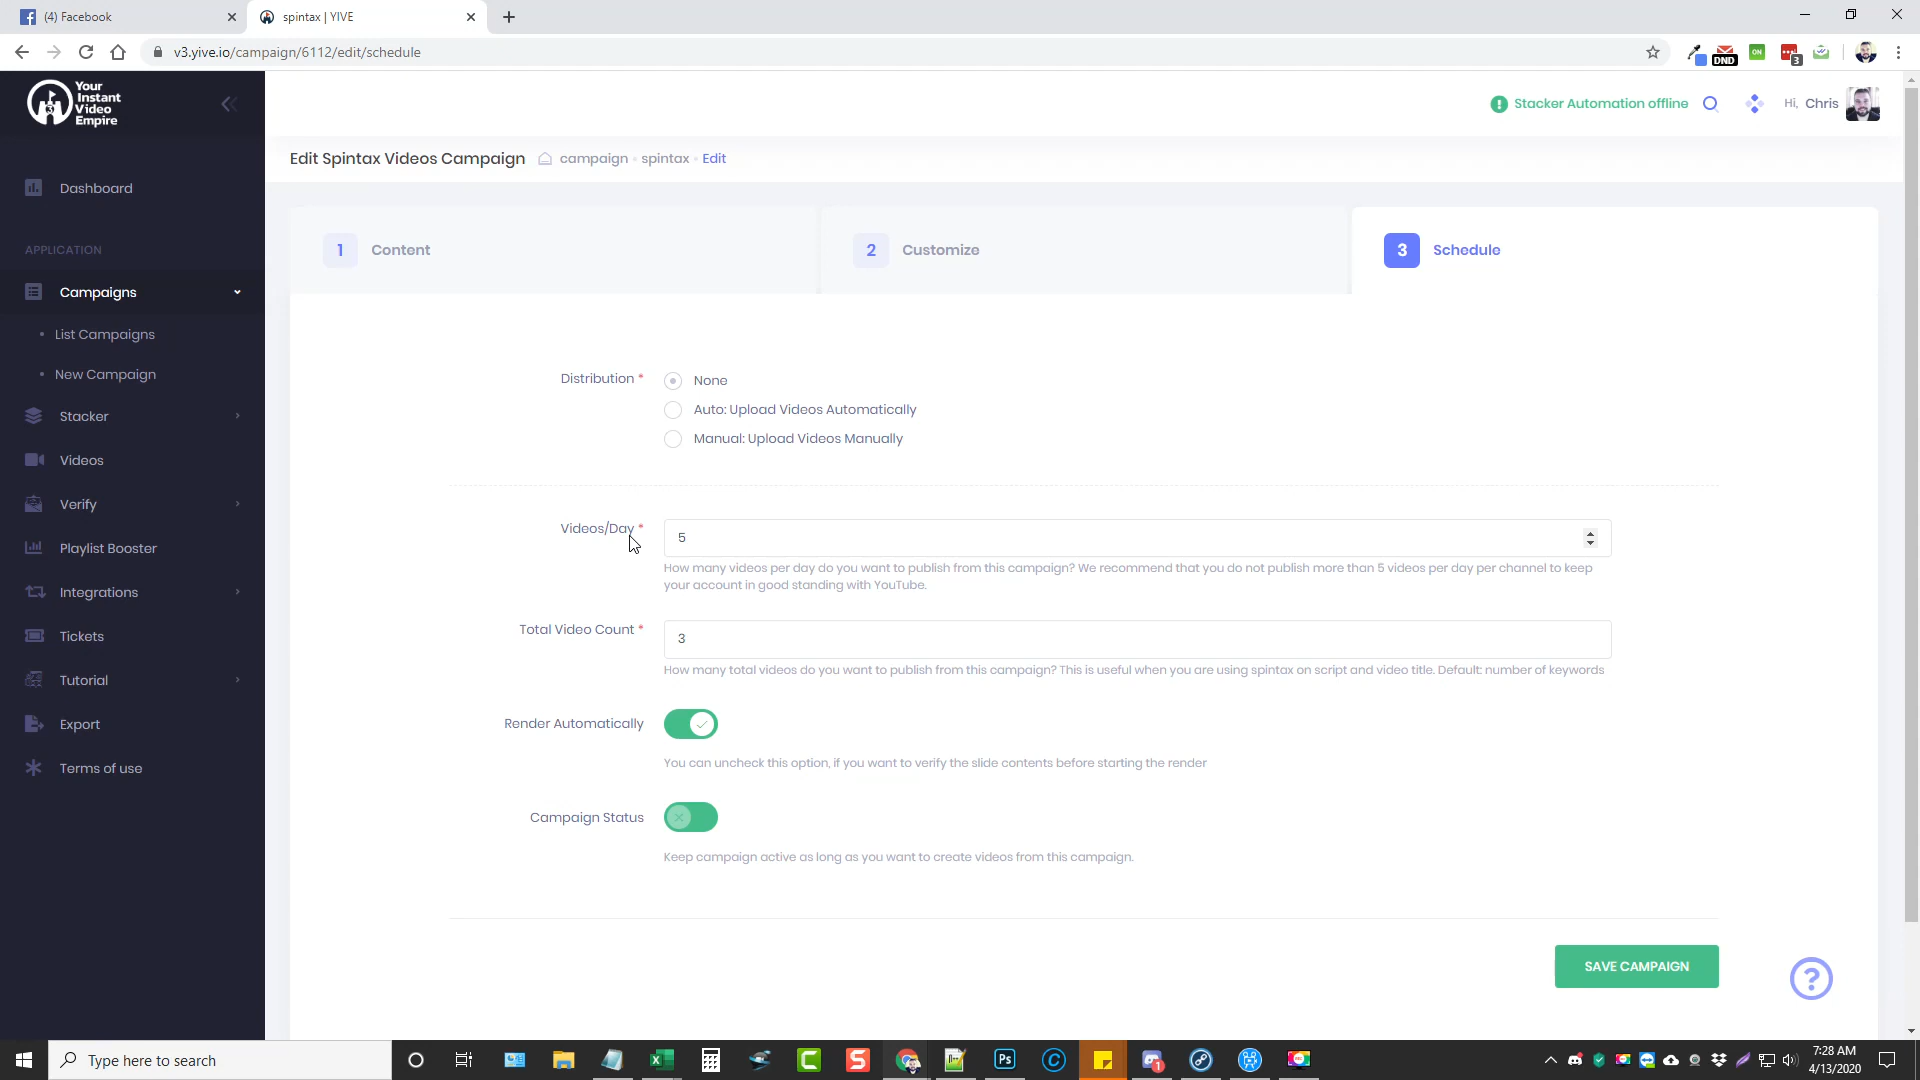 (4) Facebook
spintax | YIVE
v3.yive.io/campaign/6112/edit/schedule
DND
ON
3
Your
Instant
Video
Empire
Stacker Automation offline
Hi, Chris
Edit Spintax Videos Campaign
campaign • spintax • Edit
Dashboard
APPLICATION
Campaigns
List Campaigns
New Campaign
Stacker
Videos
Verify
Playlist Booster
Integrations
Tickets
Tutorial
Export
Terms of use
1 Content
2 Customize
3 Schedule
Distribution *
None
Auto: Upload Videos Automatically
Manual: Upload Videos Manually
Videos/Day *
5
How many videos per day do you want to publish from this campaign? We recommend that you do not publish more than 5 videos per day per channel to keep
your account in good standing with YouTube.
Total Video Count *
3
How many total videos do you want to publish from this campaign? This is useful when you are using spintax on script and video title. Default: number of keywords
Render Automatically
You can uncheck this option, if you want to verify the slide contents before starting the render
Campaign Status
Keep campaign active as long as you want to create videos from this campaign.
SAVE CAMPAIGN
?
Type here to search
Ps
1
7:28 AM
4/13/2020